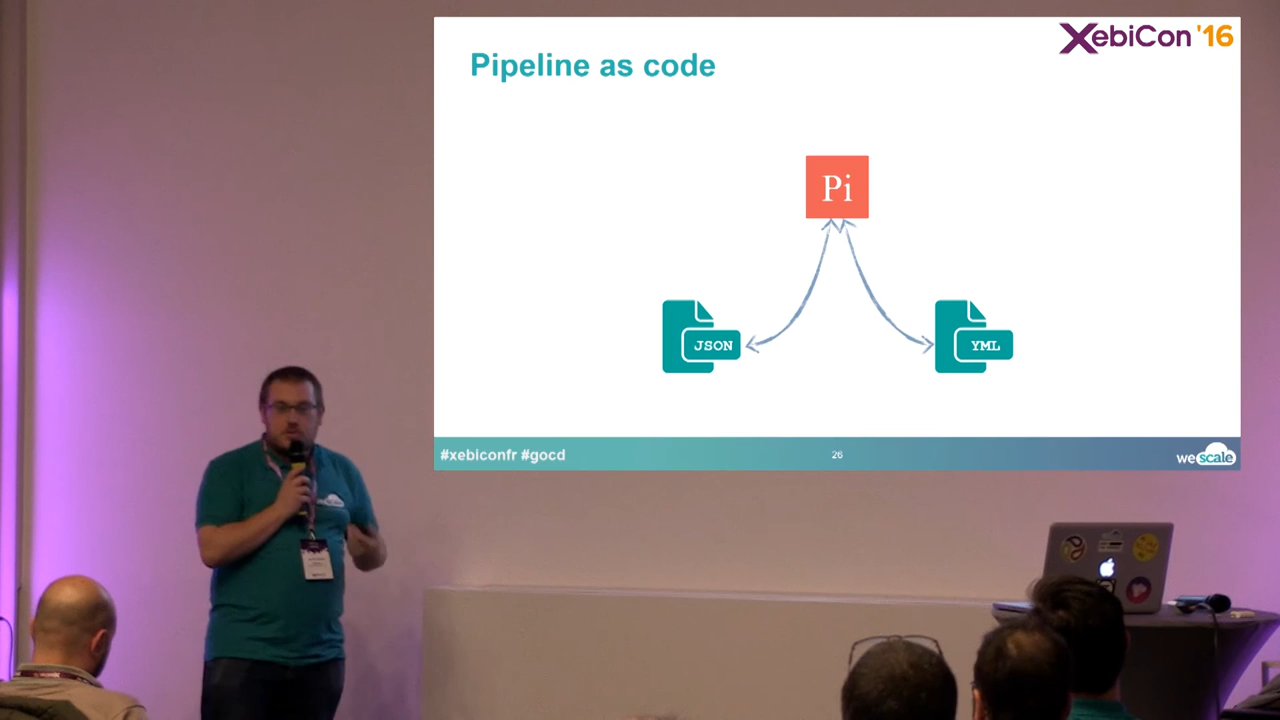 XebiCon '16
Pipeline as code
Pi
JSON
YML
#xebiconfr #gocd
26
wescale